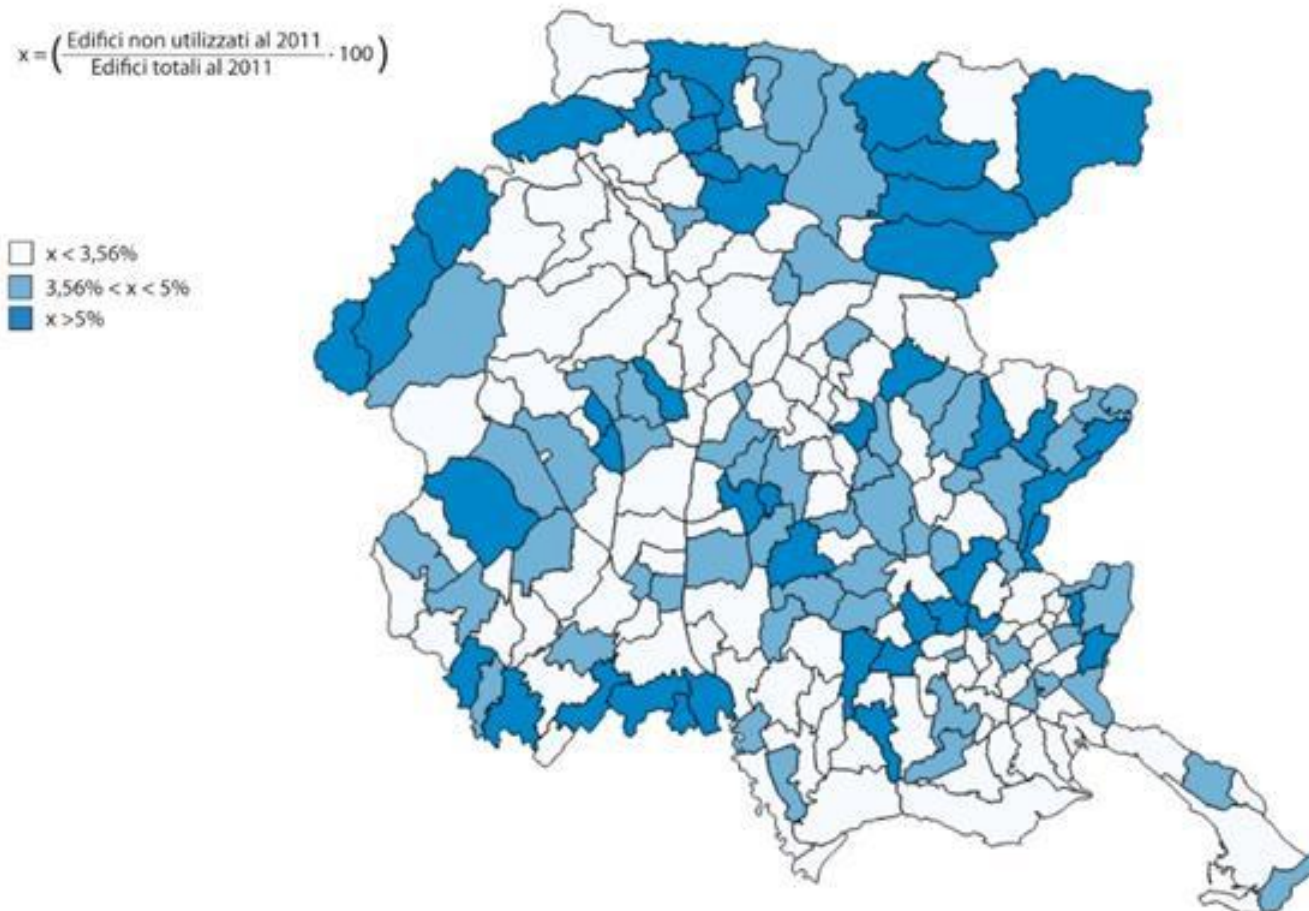 x = ( Edifici non utilizzati al 2011 / Edifici totali al 2011 · 100 )
x < 3,56%
3,56% < x < 5%
x >5%